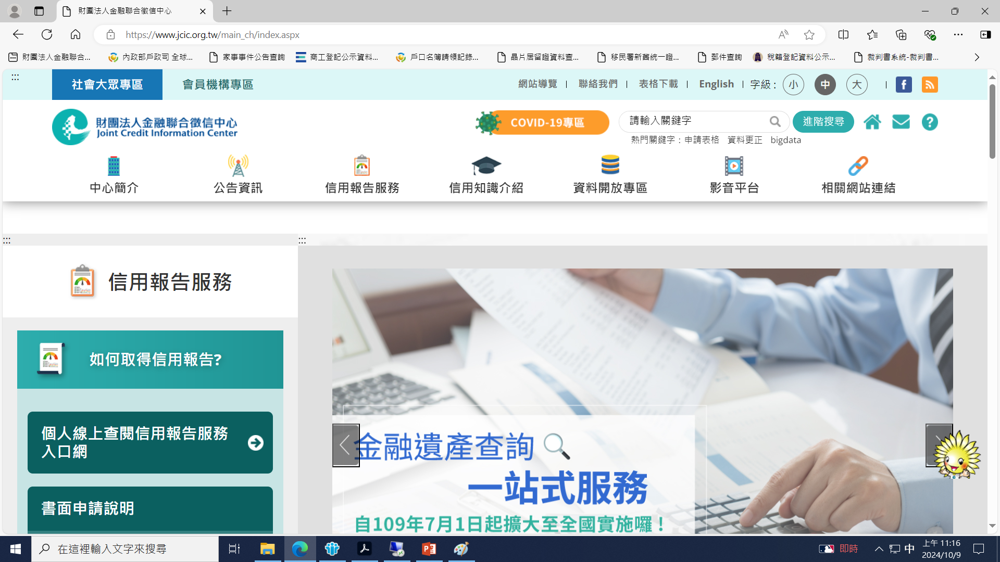 財團法人金融聯合徵信中心
https://www.jcic.org.tw/main_ch/index.aspx
財團法人金融聯合...
內政部戶政司 全球...
家事事件公告查詢
商工登記公示資料...
戶口名簿請領記錄...
晶片居留證資料查...
移民署新舊統一證...
郵件查詢
稅籍登記資料公示...
裁判書系統-裁判書...
:::
社會大眾專區
會員機構專區
網站導覽
聯絡我們
表格下載
English
字級 :
小
中
大
財團法人金融聯合徵信中心
Joint Credit Information Center
COVID-19專區
請輸入關鍵字
進階搜尋
熱門關鍵字：申請表格 資料更正 bigdata
中心簡介
公告資訊
信用報告服務
信用知識介紹
資料開放專區
影音平台
相關網站連結
:::
:::
信用報告服務
如何取得信用報告?
個人線上查閱信用報告服務
入口網
書面申請說明
金融遺產查詢
一站式服務
自109年7月1日起擴大至全國實施囉！
在這裡輸入文字來搜尋
即時
中
上午 11:16
2024/10/9